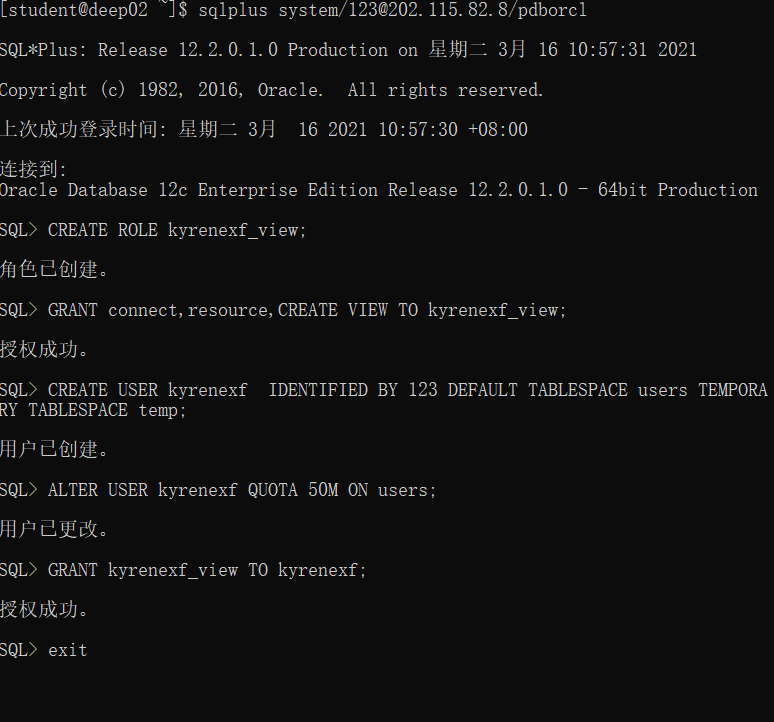 [student@deep02 ~]$ sqlplus system/123@202.115.82.8/pdborcl
SQL*Plus: Release 12.2.0.1.0 Production on 星期二 3月 16 10:57:31 2021
Copyright (c) 1982, 2016, Oracle.  All rights reserved.
上次成功登录时间: 星期二 3月  16 2021 10:57:30 +08:00
连接到:
Oracle Database 12c Enterprise Edition Release 12.2.0.1.0 - 64bit Production
SQL> CREATE ROLE kyrenexf_view;
角色已创建。
SQL> GRANT connect,resource,CREATE VIEW TO kyrenexf_view;
授权成功。
SQL> CREATE USER kyrenexf  IDENTIFIED BY 123 DEFAULT TABLESPACE users TEMPORA
RY TABLESPACE temp;
用户已创建。
SQL> ALTER USER kyrenexf QUOTA 50M ON users;
用户已更改。
SQL> GRANT kyrenexf_view TO kyrenexf;
授权成功。
SQL> exit